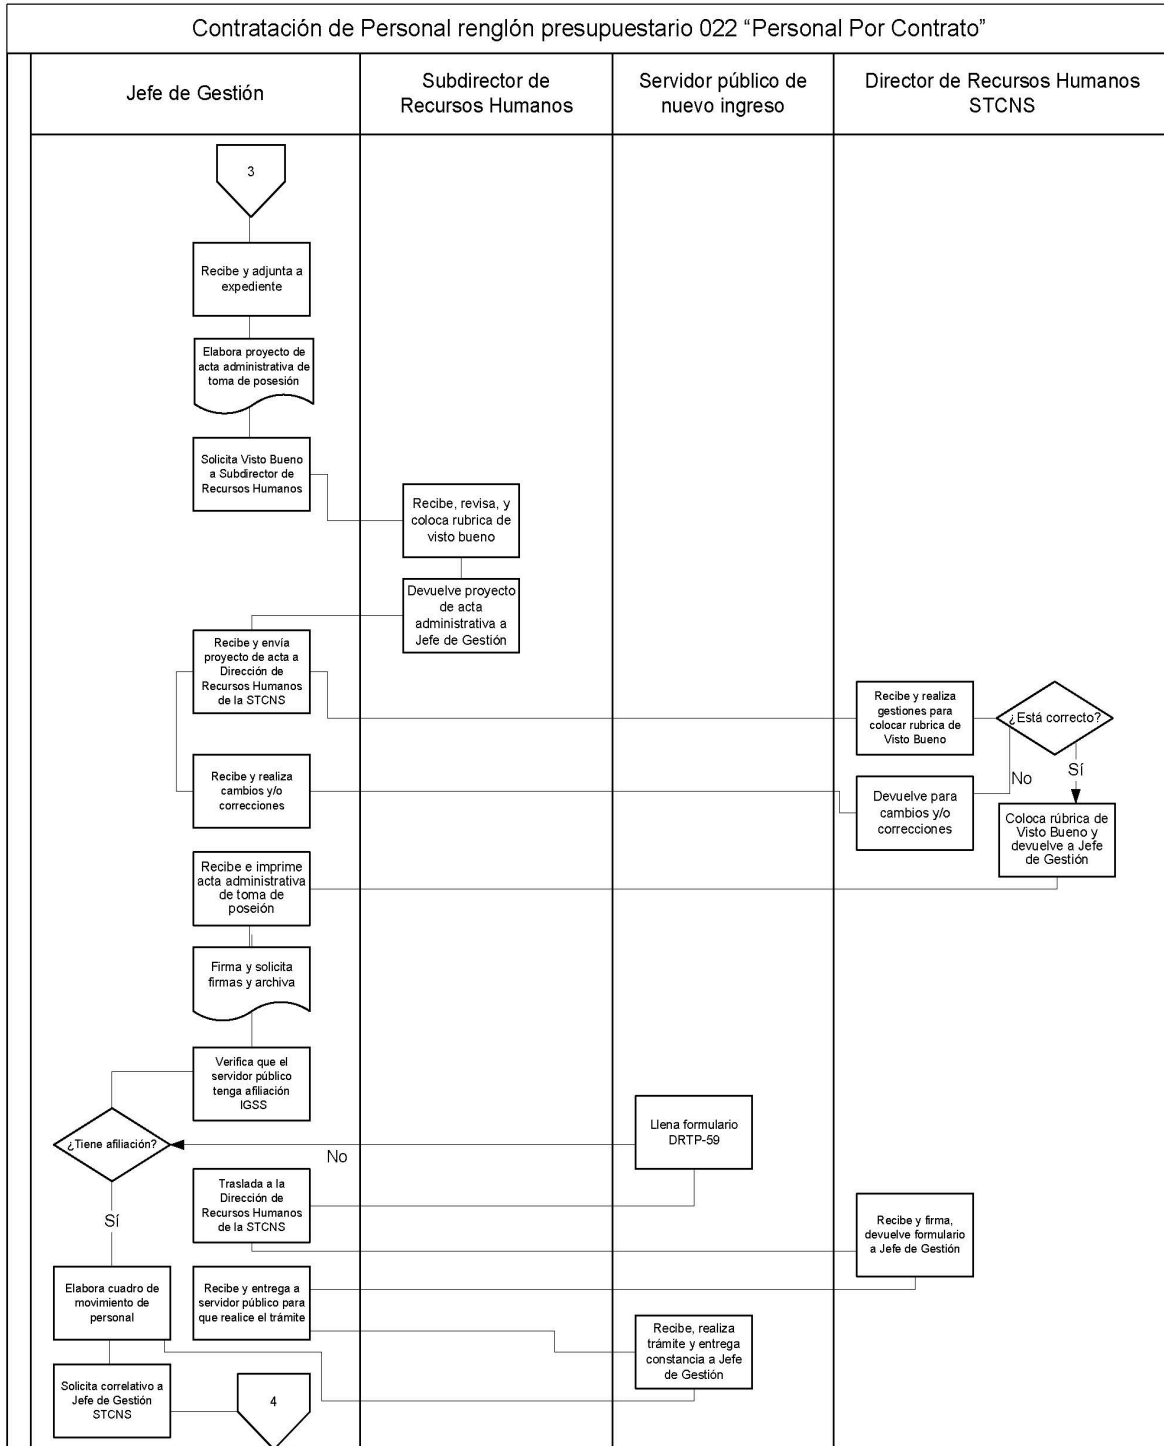 Contratación de Personal renglón presupuestario 022 “Personal Por Contrato”
Jefe de Gestión
Subdirector de
Recursos Humanos
Servidor público de
nuevo ingreso
Director de Recursos Humanos
STCNS
3
Recibe y adjunta a
expediente
Elabora proyecto de
acta administrativa de
toma de posesión
Solicita Visto Bueno
a Subdirector de
Recursos Humanos
Recibe, revisa, y
coloca rubrica de
visto bueno
Devuelve proyecto
de acta
administrativa a
Jefe de Gestión
Recibe y envía
proyecto de acta a
Dirección de
Recursos Humanos
de la STCNS
Recibe y realiza
gestiones para
colocar rubrica de
Visto Bueno
¿Está correcto?
No
Sí
Recibe y realiza
cambios y/o
correcciones
Devuelve para
cambios y/o
correcciones
Coloca rúbrica de
Visto Bueno y
devuelve a Jefe
de Gestión
Recibe e imprime
acta administrativa
de toma de
poseión
Firma y solicita
firmas y archiva
Verifica que el
servidor público
tenga afiliación
IGSS
¿Tiene afiliación?
No
Llena formulario
DRTP-59
Traslada a la
Dirección de
Recursos Humanos
de la STCNS
Sí
Recibe y firma,
devuelve formulario
a Jefe de Gestión
Elabora cuadro de
movimiento de
personal
Recibe y entrega a
servidor público para
que realice el trámite
Recibe, realiza
trámite y entrega
constancia a Jefe
de Gestión
Solicita correlativo a
Jefe de Gestión
STCNS
4